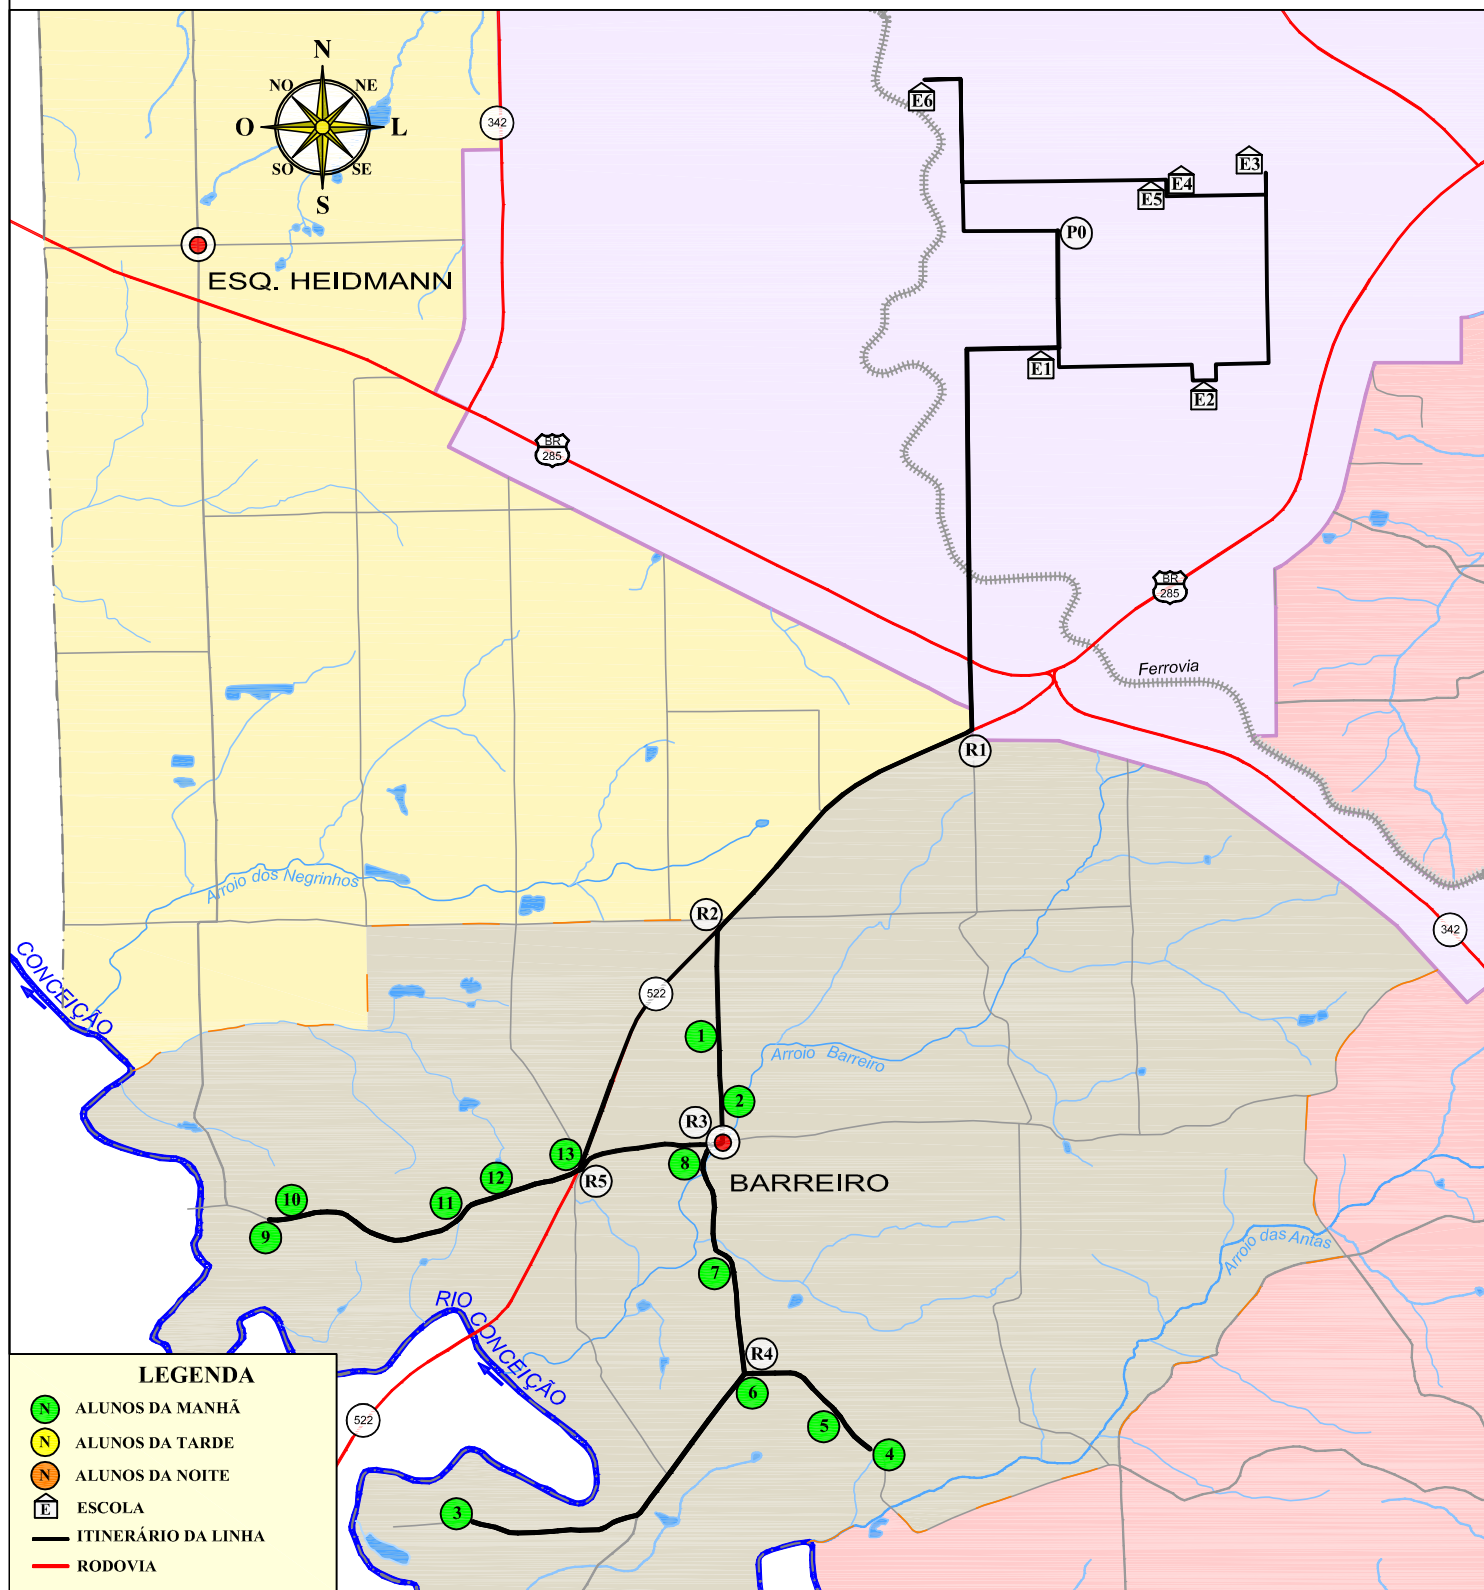 N
NO
NE
O
L
SO
SE
S
342
E6
E3
E4
E5
P0
ESQ. HEIDMANN
E1
E2
BR
285
BR
285
Ferrovia
R1
Arroio dos Negrinhos
R2
342
CONCEIÇÃO
522
1
Arroio Barreiro
2
R3
13
8
R5
BARREIRO
12
10
11
9
Arroio das Antas
7
RIO CONCEIÇÃO
R4
6
5
4
3
522
LEGENDA
N ALUNOS DA MANHÃ
N ALUNOS DA TARDE
N ALUNOS DA NOITE
E ESCOLA
ITINERÁRIO DA LINHA
RODOVIA